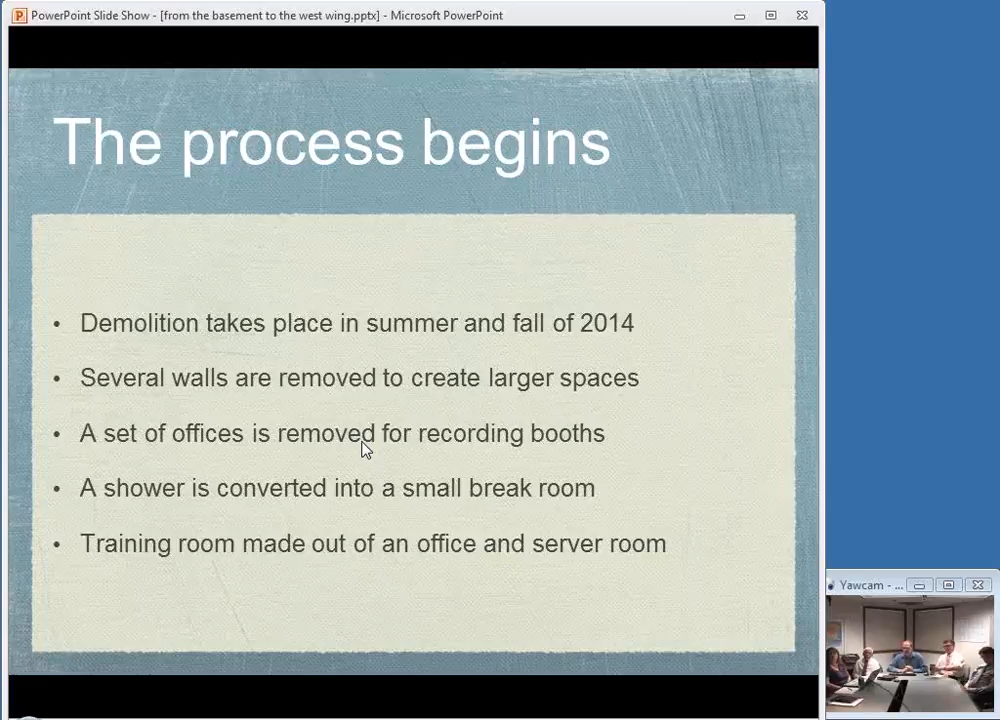 PowerPoint Slide Show - [from the basement to the west wing.pptx] - Microsoft PowerPoint
The process begins
• Demolition takes place in summer and fall of 2014
• Several walls are removed to create larger spaces
• A set of offices is removed for recording booths
• A shower is converted into a small break room
• Training room made out of an office and server room
Yawcam - ...